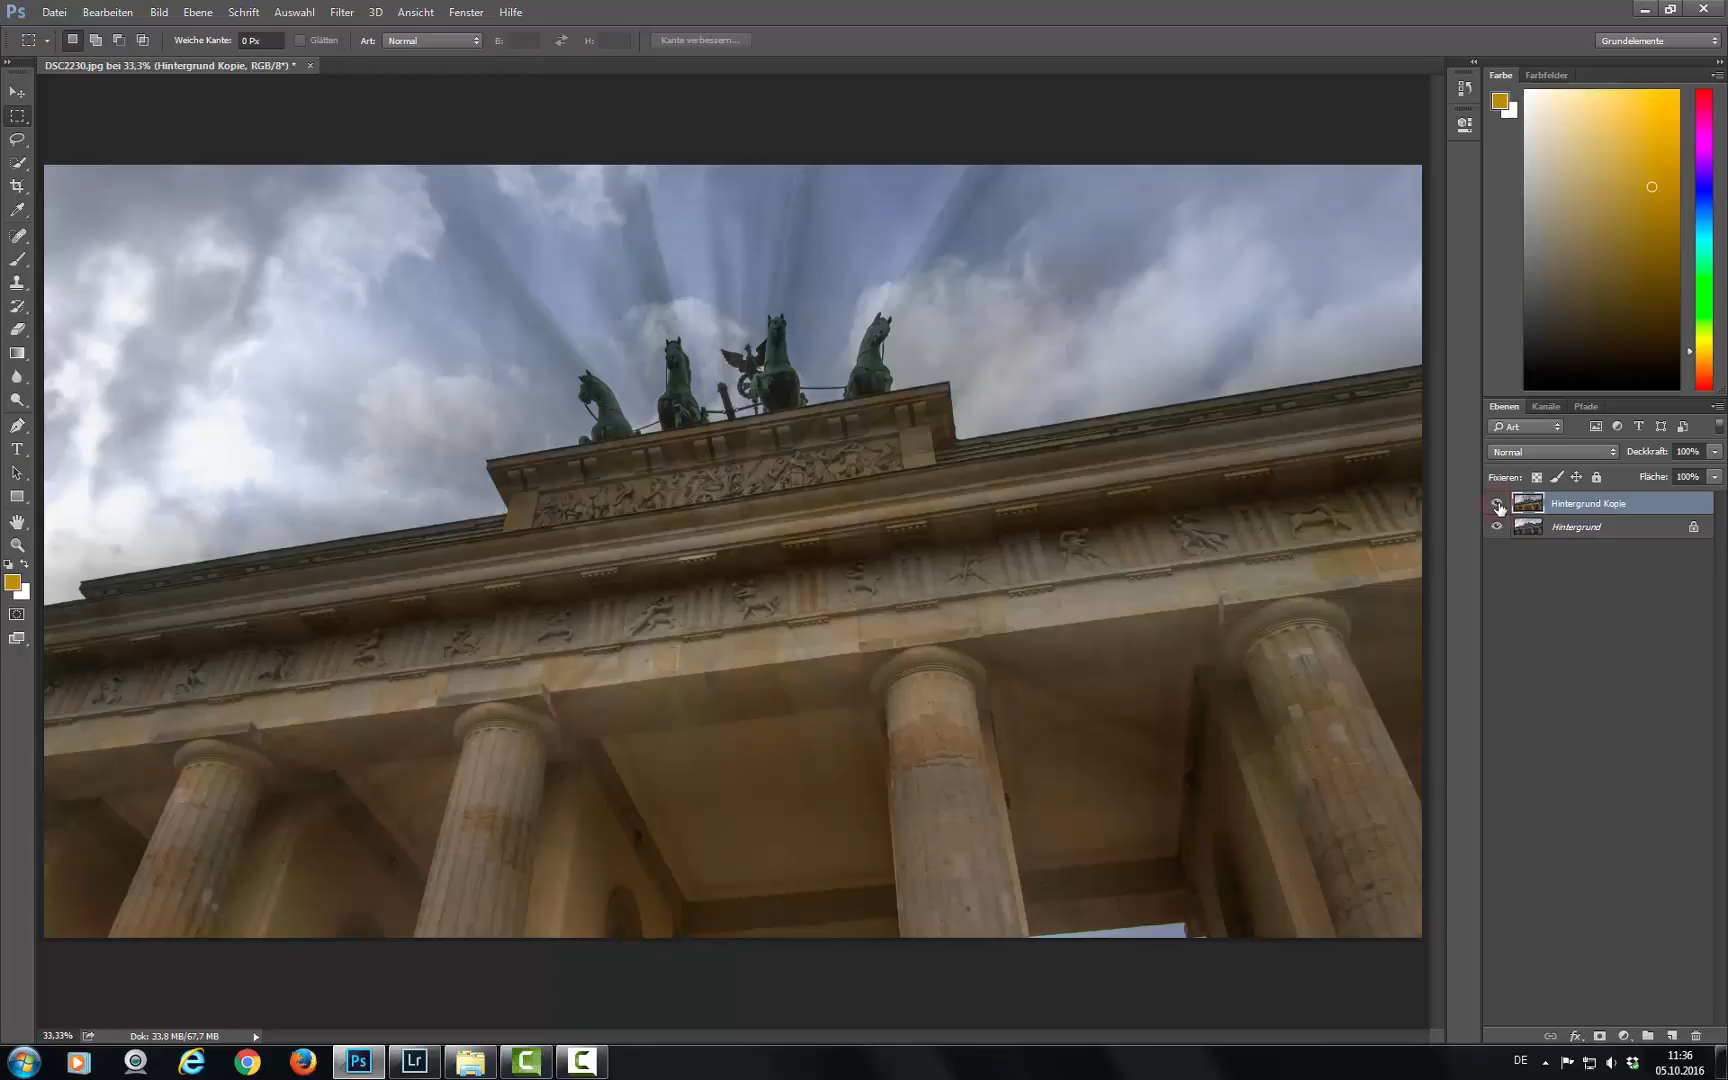 Ps Datei Bearbeiten Bild Ebene Schrift Auswahl Filter 3D Ansicht Fenster Hilfe
Weiche Kante: 0 Px Glätten Art: Normal B: H: Kante verbessern... Grundelemente
DSC2230.jpg bei 33,3% (Hintergrund Kopie, RGB/8*) * ×
Farbe Farbfelder
Ebenen Kanäle Pfade
Art
Normal Deckkraft: 100%
Fixieren: Fläche: 100%
Hintergrund Kopie
Hintergrund
33,33% Dok: 33,8 MB/67,7 MB
Ps Lr DE 11:36
05.10.2016